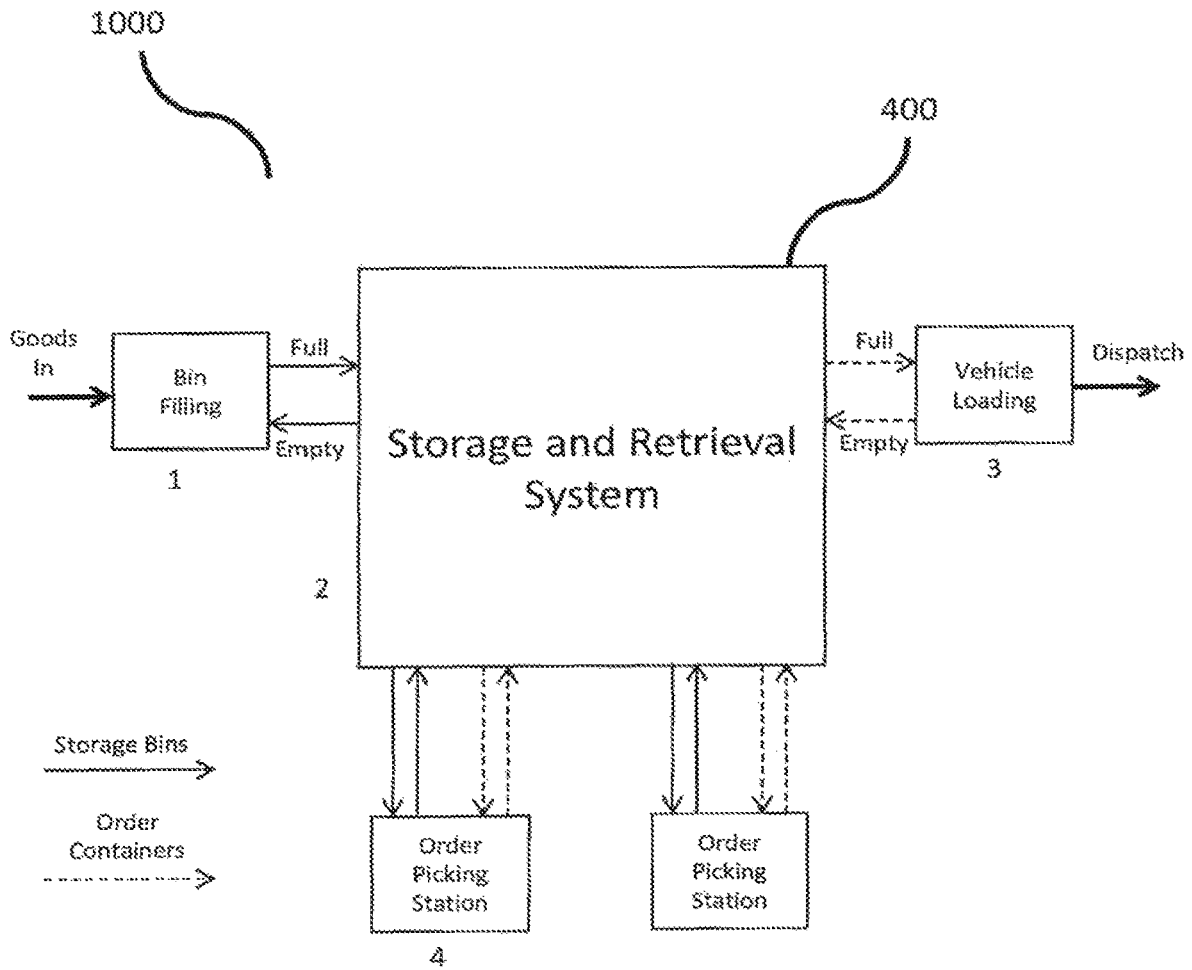 1000
400
Goods
In
Bin
Filling
1
Full
Empty
Storage and Retrieval
System
2
Full
Empty
Vehicle
Loading
3
Dispatch
Storage Bins
Order
Containers
Order
Picking
Station
4
Order
Picking
Station